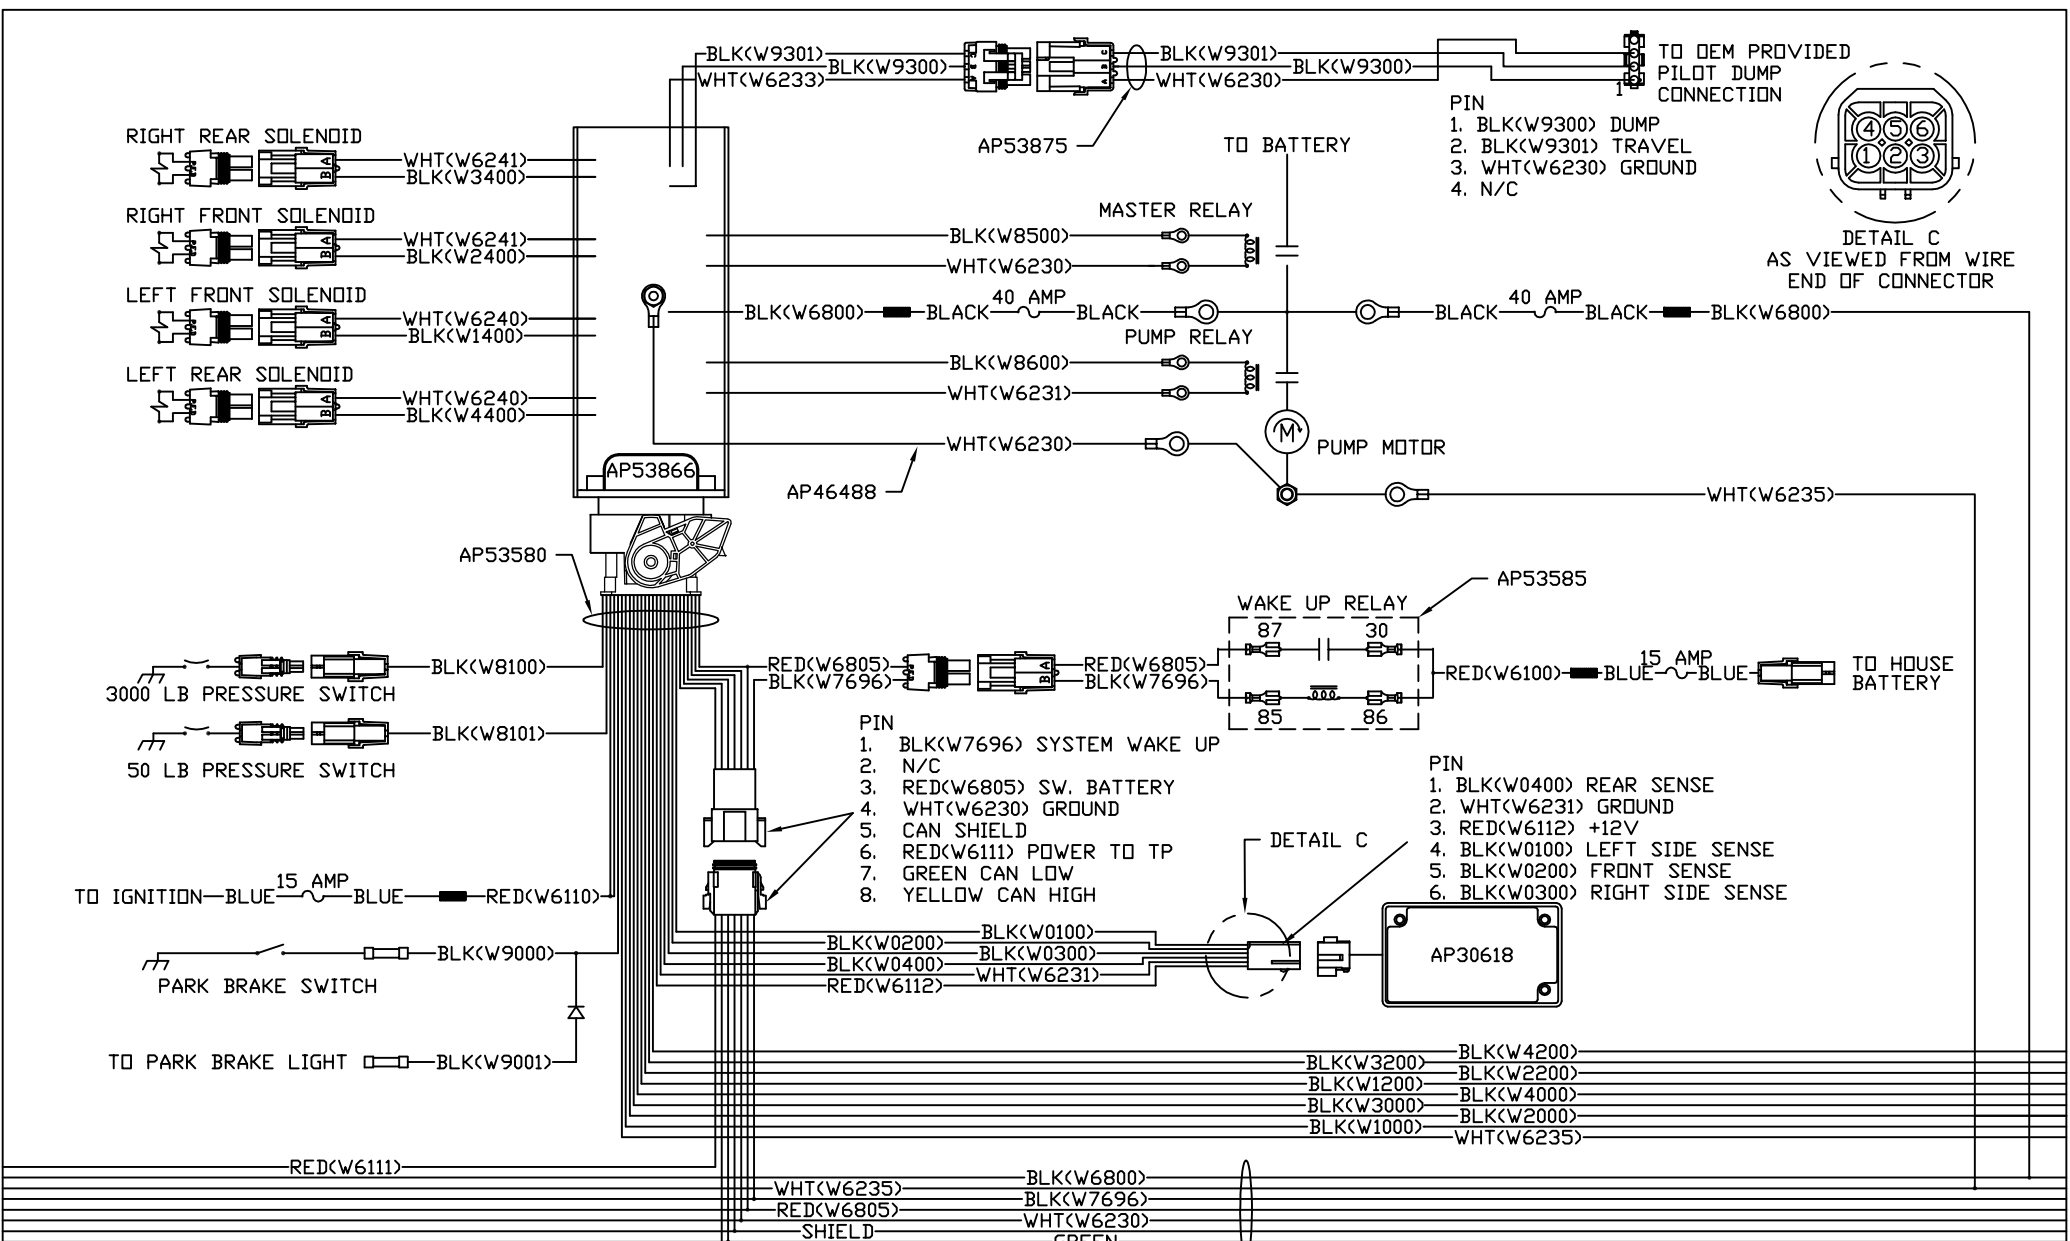 BLK(W9301)
BLK(W9300)
WHT(W6233)
C
B
A
BLK(W9301)
BLK(W9300)
WHT(W6230)
1
TO OEM PROVIDED
PILOT DUMP
CONNECTION
AP53875
PIN
1. BLK(W9300) DUMP
2. BLK(W9301) TRAVEL
3. WHT(W6230) GROUND
4. N/C
4 5 6
1 2 3
DETAIL C
AS VIEWED FROM WIRE
END OF CONNECTOR
RIGHT REAR SOLENOID
A
B
WHT(W6241)
BLK(W3400)
RIGHT FRONT SOLENOID
A
B
WHT(W6241)
BLK(W2400)
LEFT FRONT SOLENOID
A
B
WHT(W6240)
BLK(W1400)
LEFT REAR SOLENOID
A
B
WHT(W6240)
BLK(W4400)
TO BATTERY
MASTER RELAY
BLK(W8500)
WHT(W6230)
BLK(W6800)
BLACK
40 AMP
BLACK
BLACK
40 AMP
BLACK
BLK(W6800)
PUMP RELAY
BLK(W8600)
WHT(W6231)
M
PUMP MOTOR
WHT(W6230)
AP46488
WHT(W6235)
AP53866
AP53580
AP53585
WAKE UP RELAY
87
30
85
86
3000 LB PRESSURE SWITCH
BLK(W8100)
50 LB PRESSURE SWITCH
BLK(W8101)
RED(W6805)
BLK(W7696)
A
B
RED(W6805)
BLK(W7696)
RED(W6100)
BLUE
15 AMP
BLUE
TO HOUSE
BATTERY
PIN
1. BLK(W7696) SYSTEM WAKE UP
2. N/C
3. RED(W6805) SW. BATTERY
4. WHT(W6230) GROUND
5. CAN SHIELD
6. RED(W6111) POWER TO TP
7. GREEN CAN LOW
8. YELLOW CAN HIGH
PIN
1. BLK(W0400) REAR SENSE
2. WHT(W6231) GROUND
3. RED(W6112) +12V
4. BLK(W0100) LEFT SIDE SENSE
5. BLK(W0200) FRONT SENSE
6. BLK(W0300) RIGHT SIDE SENSE
DETAIL C
AP30618
TO IGNITION
BLUE
15 AMP
BLUE
RED(W6110)
BLK(W9000)
PARK BRAKE SWITCH
TO PARK BRAKE LIGHT
BLK(W9001)
BLK(W0100)
BLK(W0200)
BLK(W0300)
BLK(W0400)
WHT(W6231)
RED(W6112)
BLK(W4200)
BLK(W3200)
BLK(W2200)
BLK(W1200)
BLK(W4000)
BLK(W3000)
BLK(W2000)
BLK(W1000)
WHT(W6235)
RED(W6111)
BLK(W6800)
WHT(W6235)
BLK(W7696)
RED(W6805)
WHT(W6230)
SHIELD
GREEN